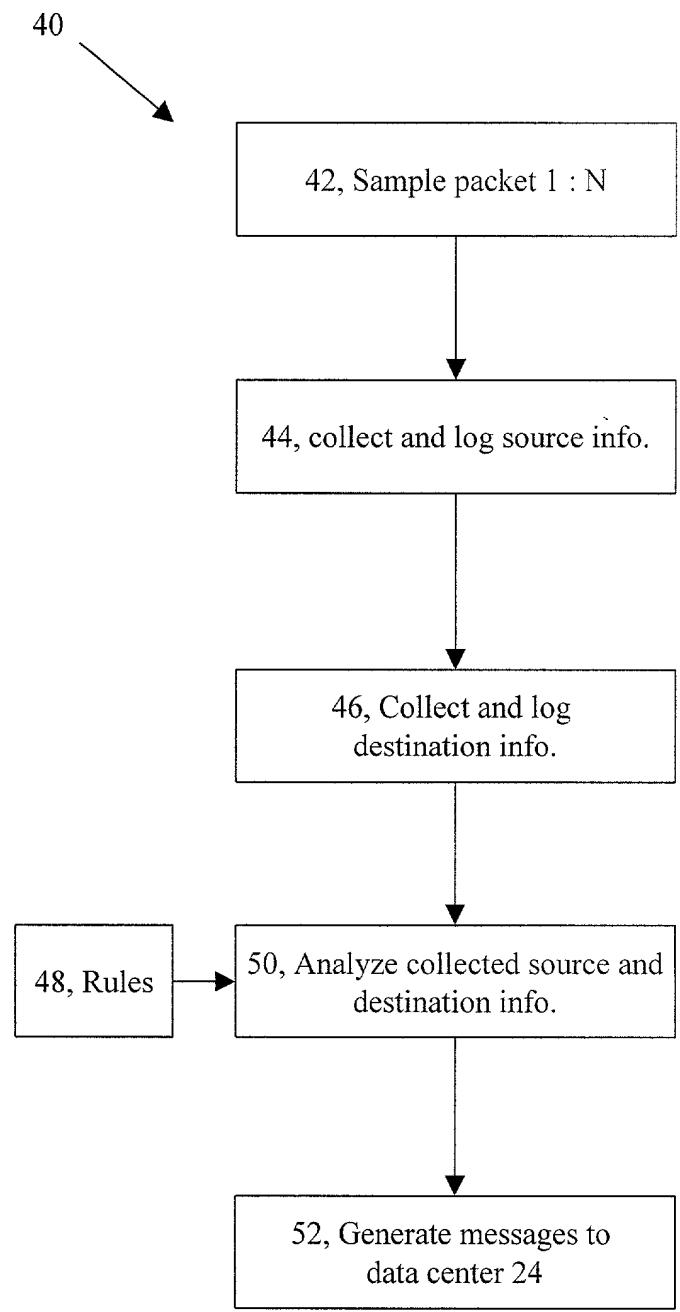 40
42, Sample packet 1 : N
44, collect and log source info.
46, Collect and log
destination info.
48, Rules
50, Analyze collected source and
destination info.
52, Generate messages to
data center 24